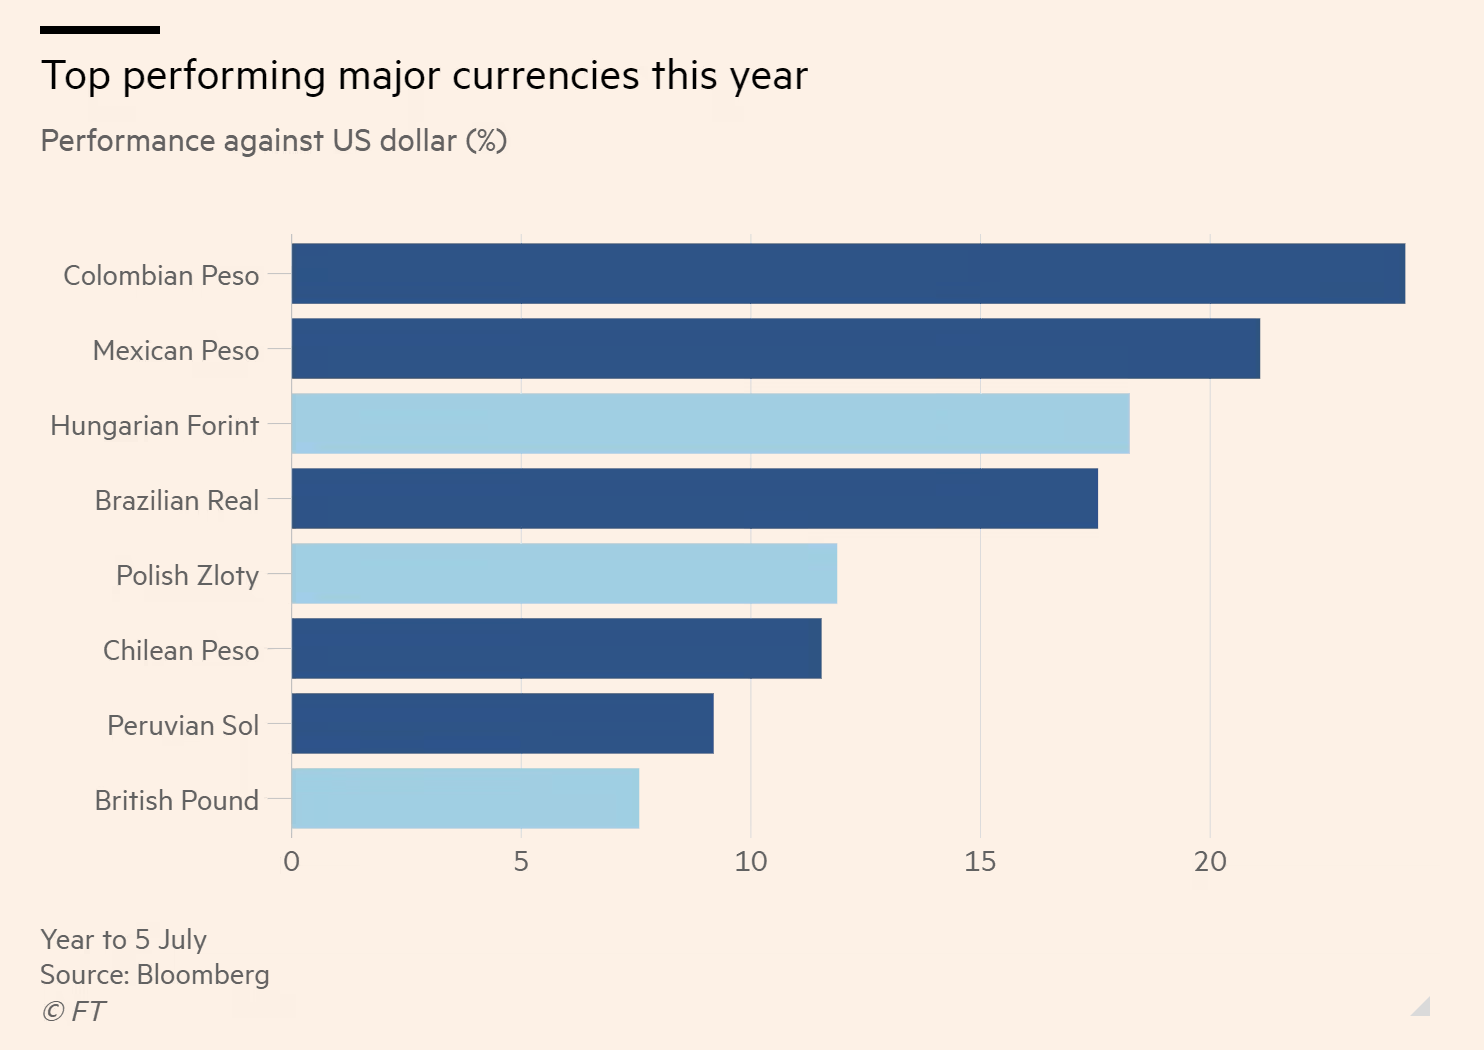 Top performing major currencies this year
Performance against US dollar (%)
Colombian Peso
Mexican Peso
Hungarian Forint
Brazilian Real
Polish Zloty
Chilean Peso
Peruvian Sol
British Pound
0 5 10 15 20
Year to 5 July
Source: Bloomberg
© FT